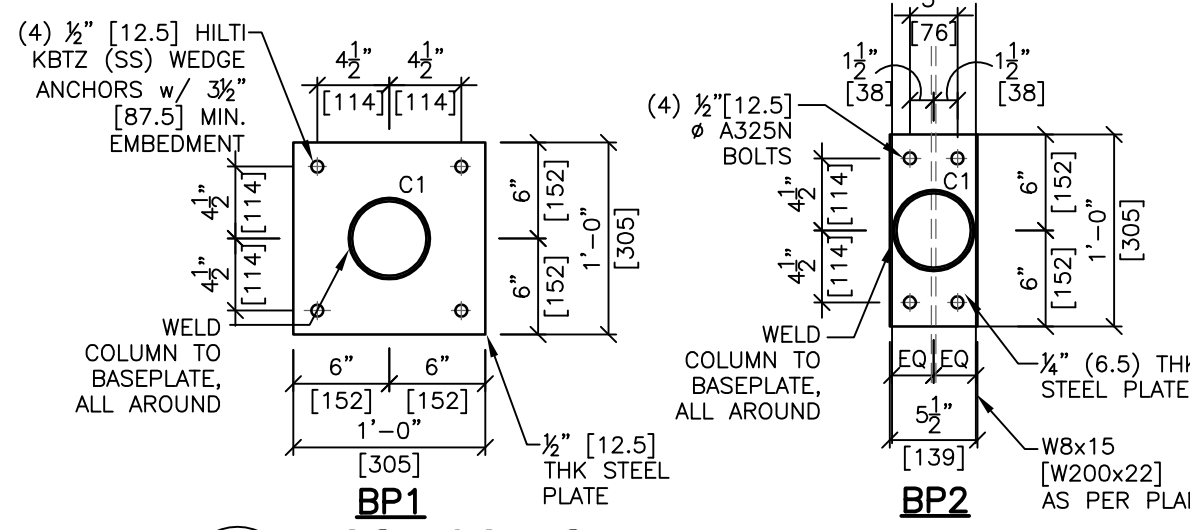 (4) ½" [12.5] HILTI
KBTZ (SS) WEDGE
ANCHORS w/ 3½"
[87.5] MIN.
EMBEDMENT
4½" 4½"
[114] [114]
C1
4½"
[114]
4½"
[114]
6"
[152]
6"
[152]
1'-0"
[305]
WELD
COLUMN TO
BASEPLATE,
ALL AROUND
6" 6"
[152] [152]
1'-0"
[305]
½" [12.5]
THK STEEL
PLATE
BP1
[76]
1½" 1½"
[38] [38]
(4) ½"[12.5]
ø A325N
BOLTS
C1
4½"
[114]
4½"
[114]
6"
[152]
6"
[152]
1'-0"
[305]
WELD
COLUMN TO
BASEPLATE,
ALL AROUND
EQ EQ
5½"
[139]
¼" (6.5) THK
STEEL PLATE
W8x15
[W200x22]
AS PER PLAN
BP2